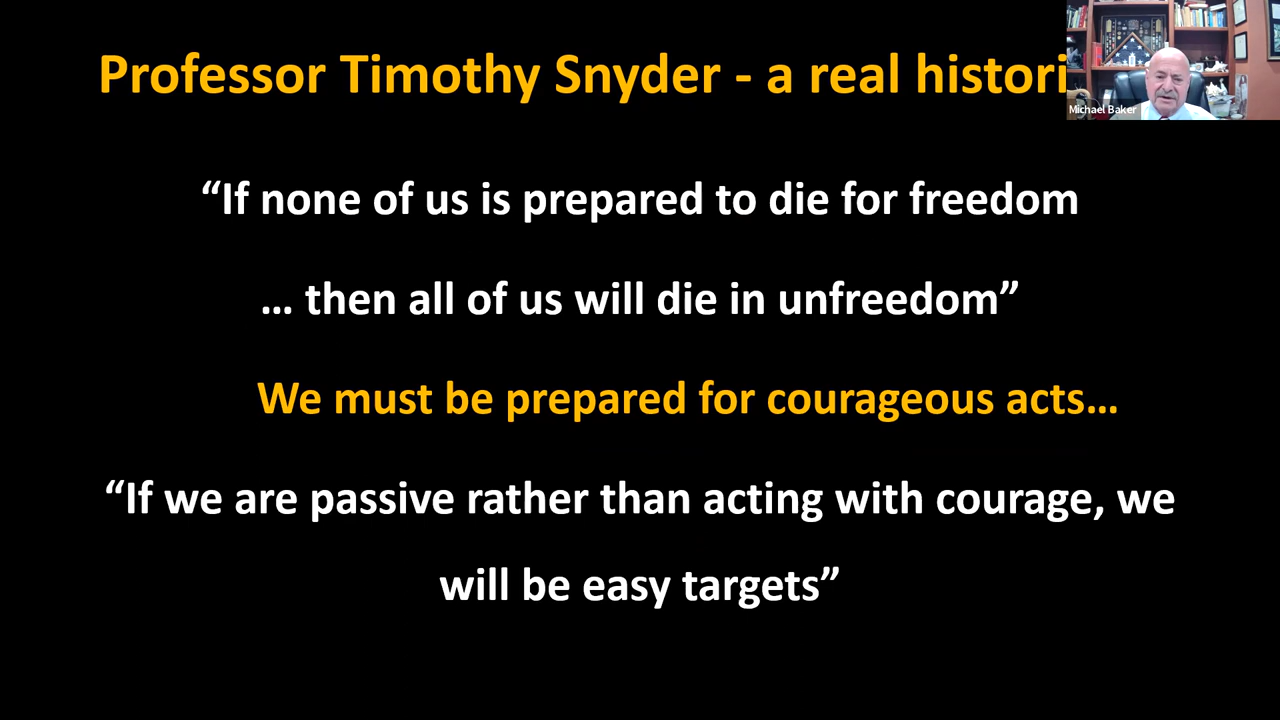 Professor Timothy Snyder - a real histori
Michael Baker
“If none of us is prepared to die for freedom
… then all of us will die in unfreedom”
We must be prepared for courageous acts…
“If we are passive rather than acting with courage, we
will be easy targets”